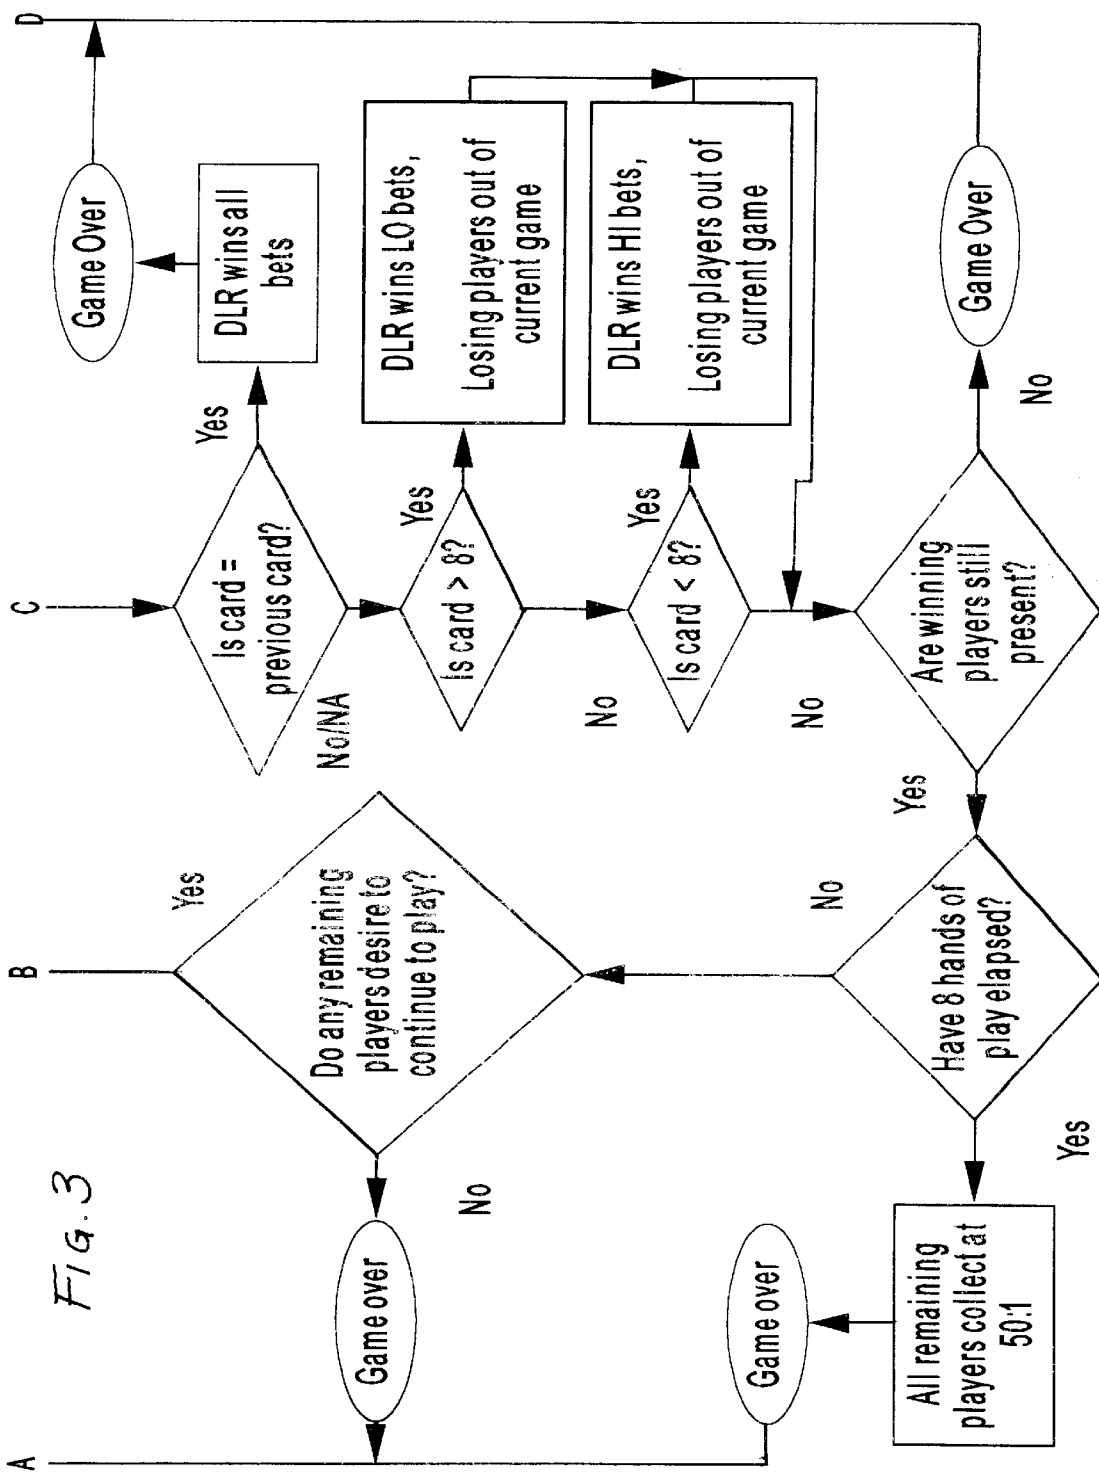 FIG. 3
A
B
C
D
Is card =
previous card?
Yes
No/NA
DLR wins all
bets
Game Over
Is card > 8?
Yes
No
DLR wins LO bets,
Losing players out of
current game
Is card < 8?
Yes
No
DLR wins HI bets,
Losing players out of
current game
Are winning
players still
present?
No
Game Over
Yes
Have 8 hands of
play elapsed?
No
Do any remaining
players desire to
continue to play?
Yes
No
Game over
Yes
All remaining
players collect at
50:1
Game over